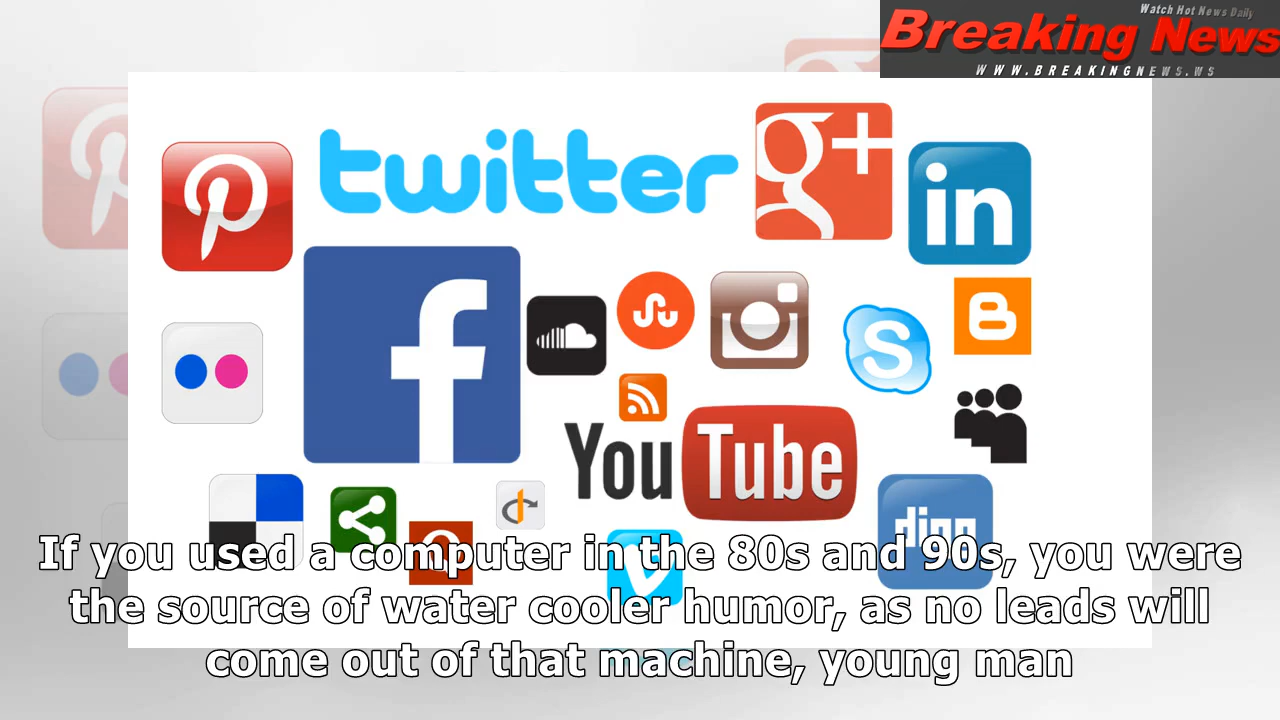 Watch Hot News Daily
Breaking News
WWW.BREAKINGNEWS.WS
twitter
g+
in
f
S
B
You Tube
digg
If you used a computer in the 80s and 90s, you were
the source of water cooler humor, as no leads will
come out of that machine, young man